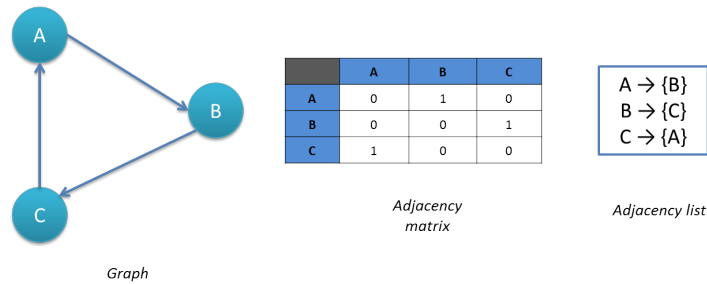 A
B
C
Graph
A B C
A 0 1 0
B 0 0 1
C 1 0 0
Adjacency
matrix
A → {B}
B → {C}
C → {A}
Adjacency list